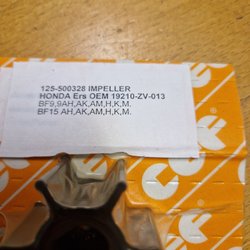 125-500328 IMPELLER
HONDA Ers OEM 19210-ZV-013
BF9,9AH,AK,AM,H,K,M.
BF15 AH,AK,AM,H,K,M.